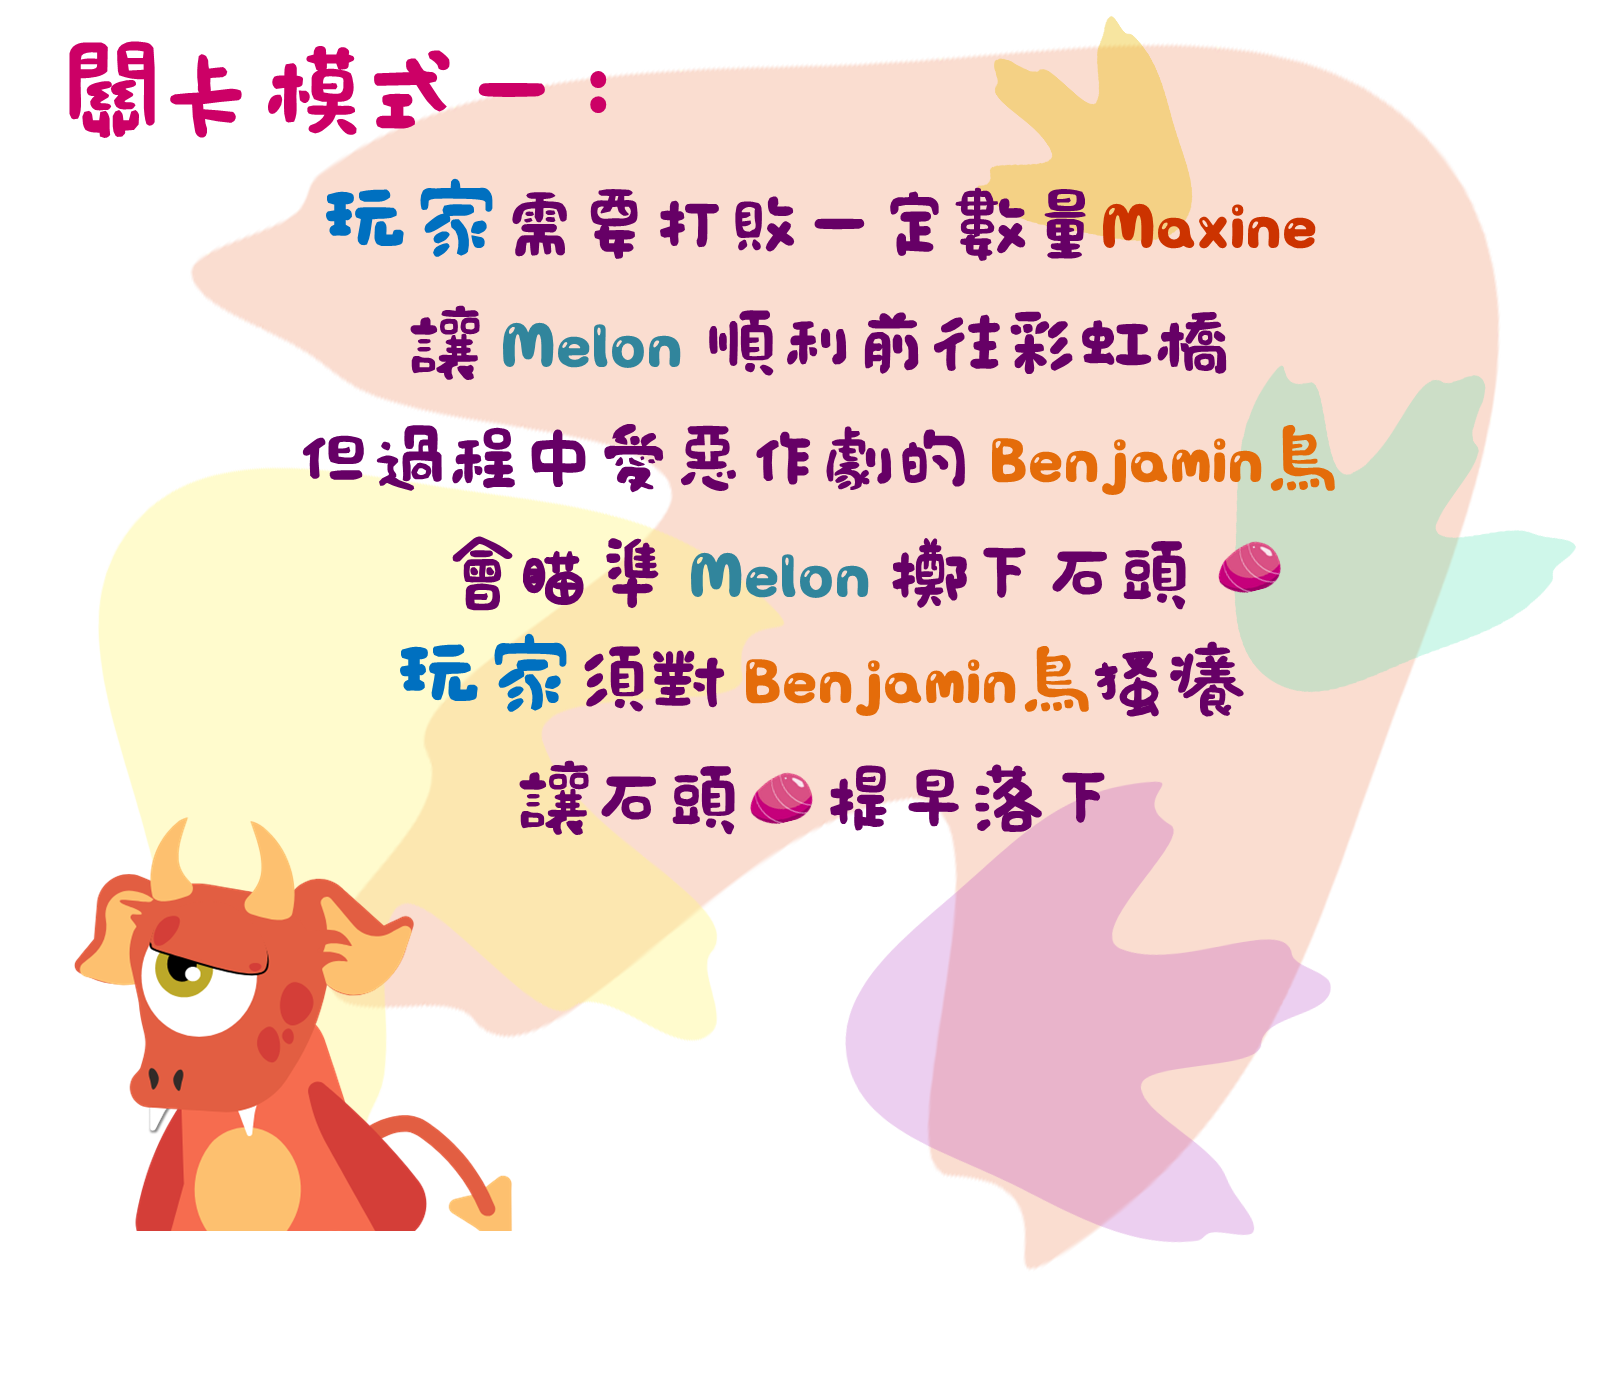 關卡模式一：
玩家需要打敗一定數量Maxine
讓 Melon 順利前往彩虹橋
但過程中愛惡作劇的 Benjamin鳥
會瞄準 Melon 擲下石頭
玩家須對 Benjamin鳥搔癢
讓石頭提早落下